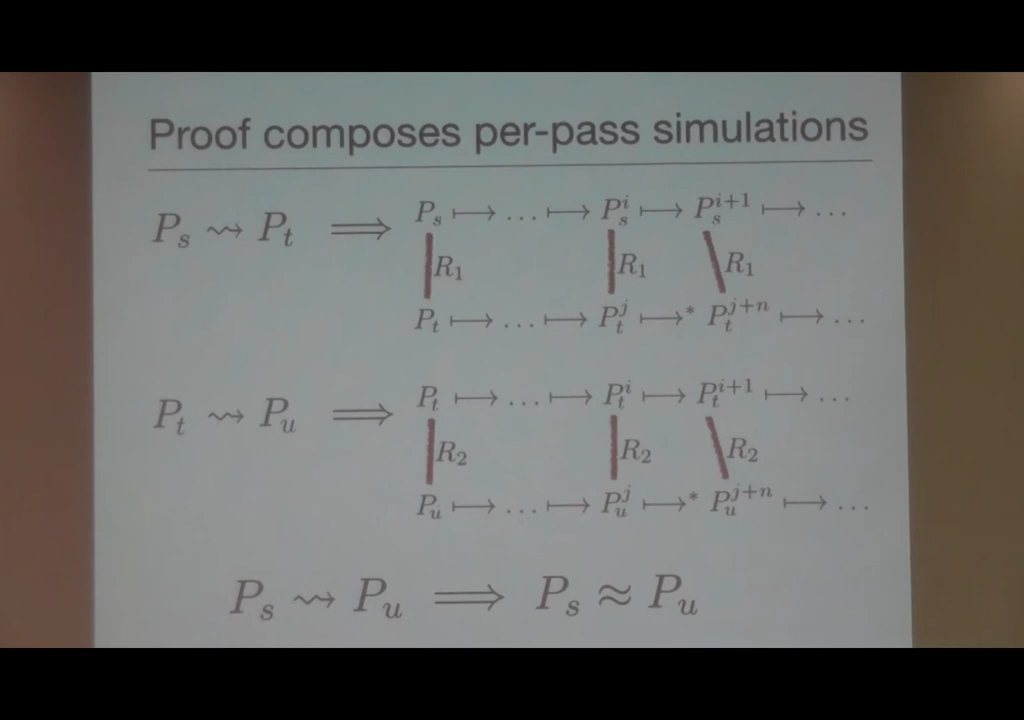 Proof composes per-pass simulations
P_s ⇝ P_t ⟹ P_s ⟼ … ⟼ P_s^i ⟼ P_s^{i+1} ⟼ …
R_1 R_1 R_1
P_t ⟼ … ⟼ P_t^j ⟼* P_t^{j+n} ⟼ …
P_t ⇝ P_u ⟹ P_t ⟼ … ⟼ P_t^i ⟼ P_t^{i+1} ⟼ …
R_2 R_2 R_2
P_u ⟼ … ⟼ P_u^j ⟼* P_u^{j+n} ⟼ …
P_s ⇝ P_u ⟹ P_s ≈ P_u